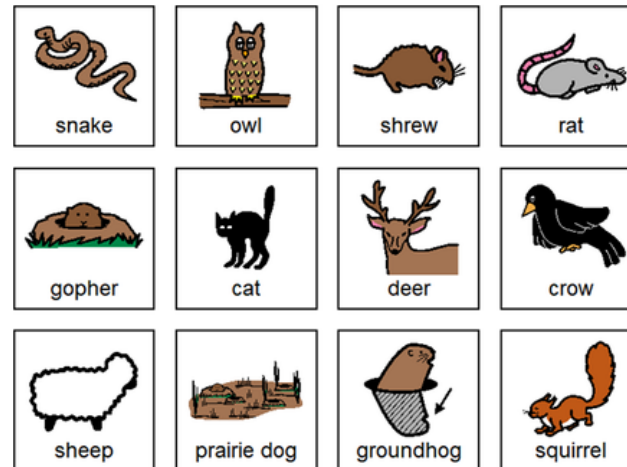 snake
owl
shrew
rat
gopher
cat
deer
crow
sheep
prairie dog
groundhog
squirrel